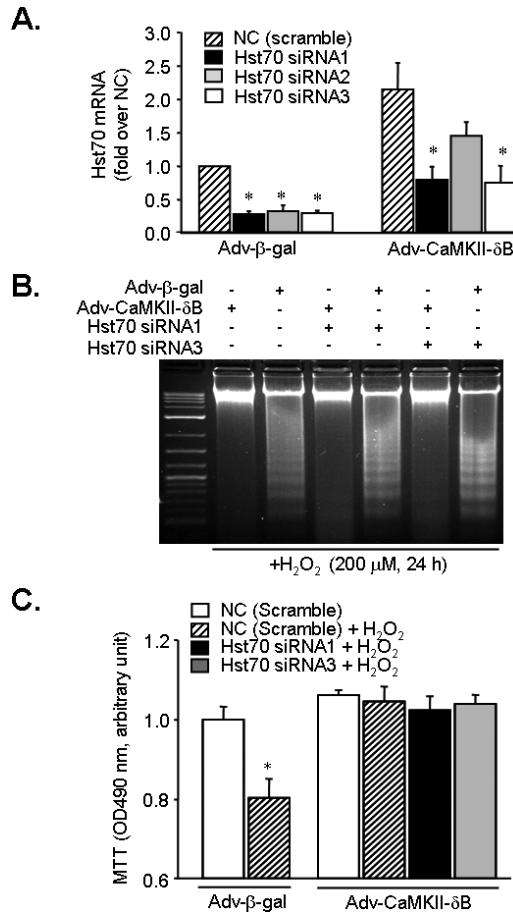 A.
NC (scramble)
Hst70 siRNA1
Hst70 siRNA2
Hst70 siRNA3
Hst70 mRNA
(fold over NC)
3.0
2.5
2.0
1.5
1.0
0.5
0.0
* * * * *
Adv-β-gal Adv-CaMKII-δB
B.
Adv-β-gal - + - + - +
Adv-CaMKII-δB + - + - + -
Hst70 siRNA1 - - + + - -
Hst70 siRNA3 - - - - + +
+H₂O₂ (200 μM, 24 h)
C.
NC (Scramble)
NC (Scramble) + H₂O₂
Hst70 siRNA1 + H₂O₂
Hst70 siRNA3 + H₂O₂
MTT (OD490 nm, arbitrary unit)
1.2
1.0
0.8
0.6
*
Adv-β-gal Adv-CaMKII-δB